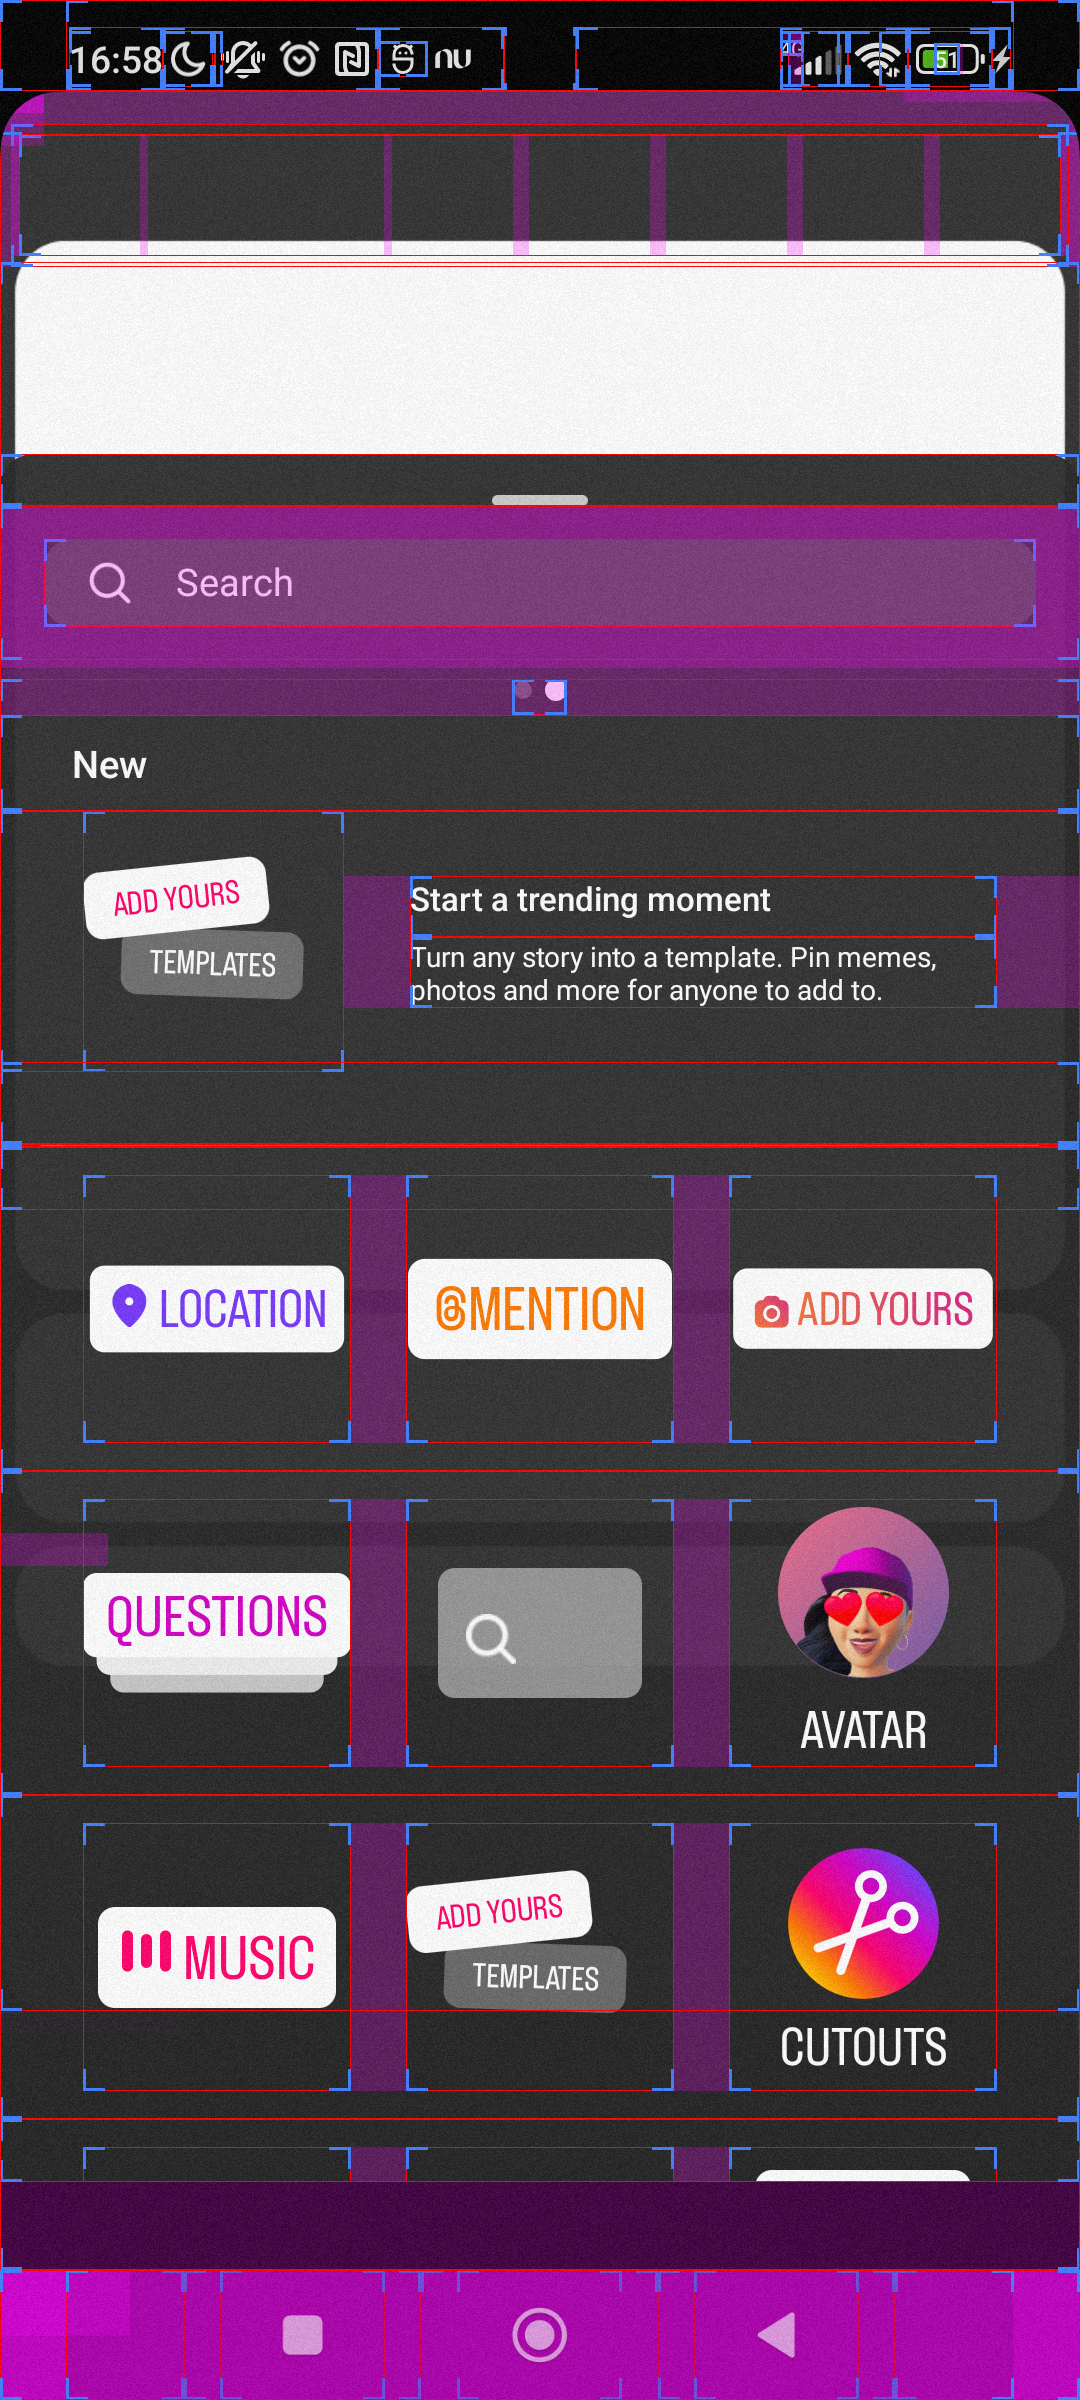 16:58
4G
51
Search
New
ADD YOURS
TEMPLATES
Start a trending moment
Turn any story into a template. Pin memes,
photos and more for anyone to add to.
LOCATION
@MENTION
ADD YOURS
QUESTIONS
AVATAR
MUSIC
ADD YOURS
TEMPLATES
CUTOUTS